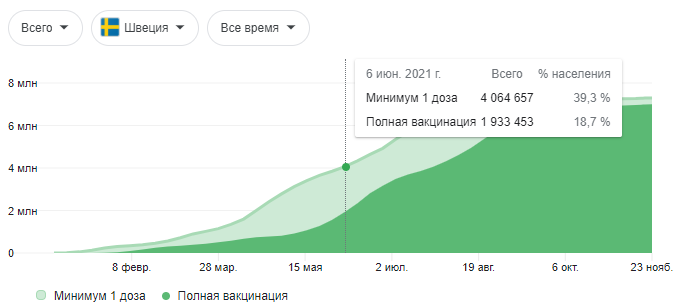 Всего Швеция Все время
6 июн. 2021 г. Всего % населения
Минимум 1 доза 4 064 657 39,3 %
Полная вакцинация 1 933 453 18,7 %
8 млн
6 млн
4 млн
2 млн
0
8 февр. 28 мар. 15 мая 2 июл. 19 авг. 6 окт. 23 нояб.
Минимум 1 доза Полная вакцинация